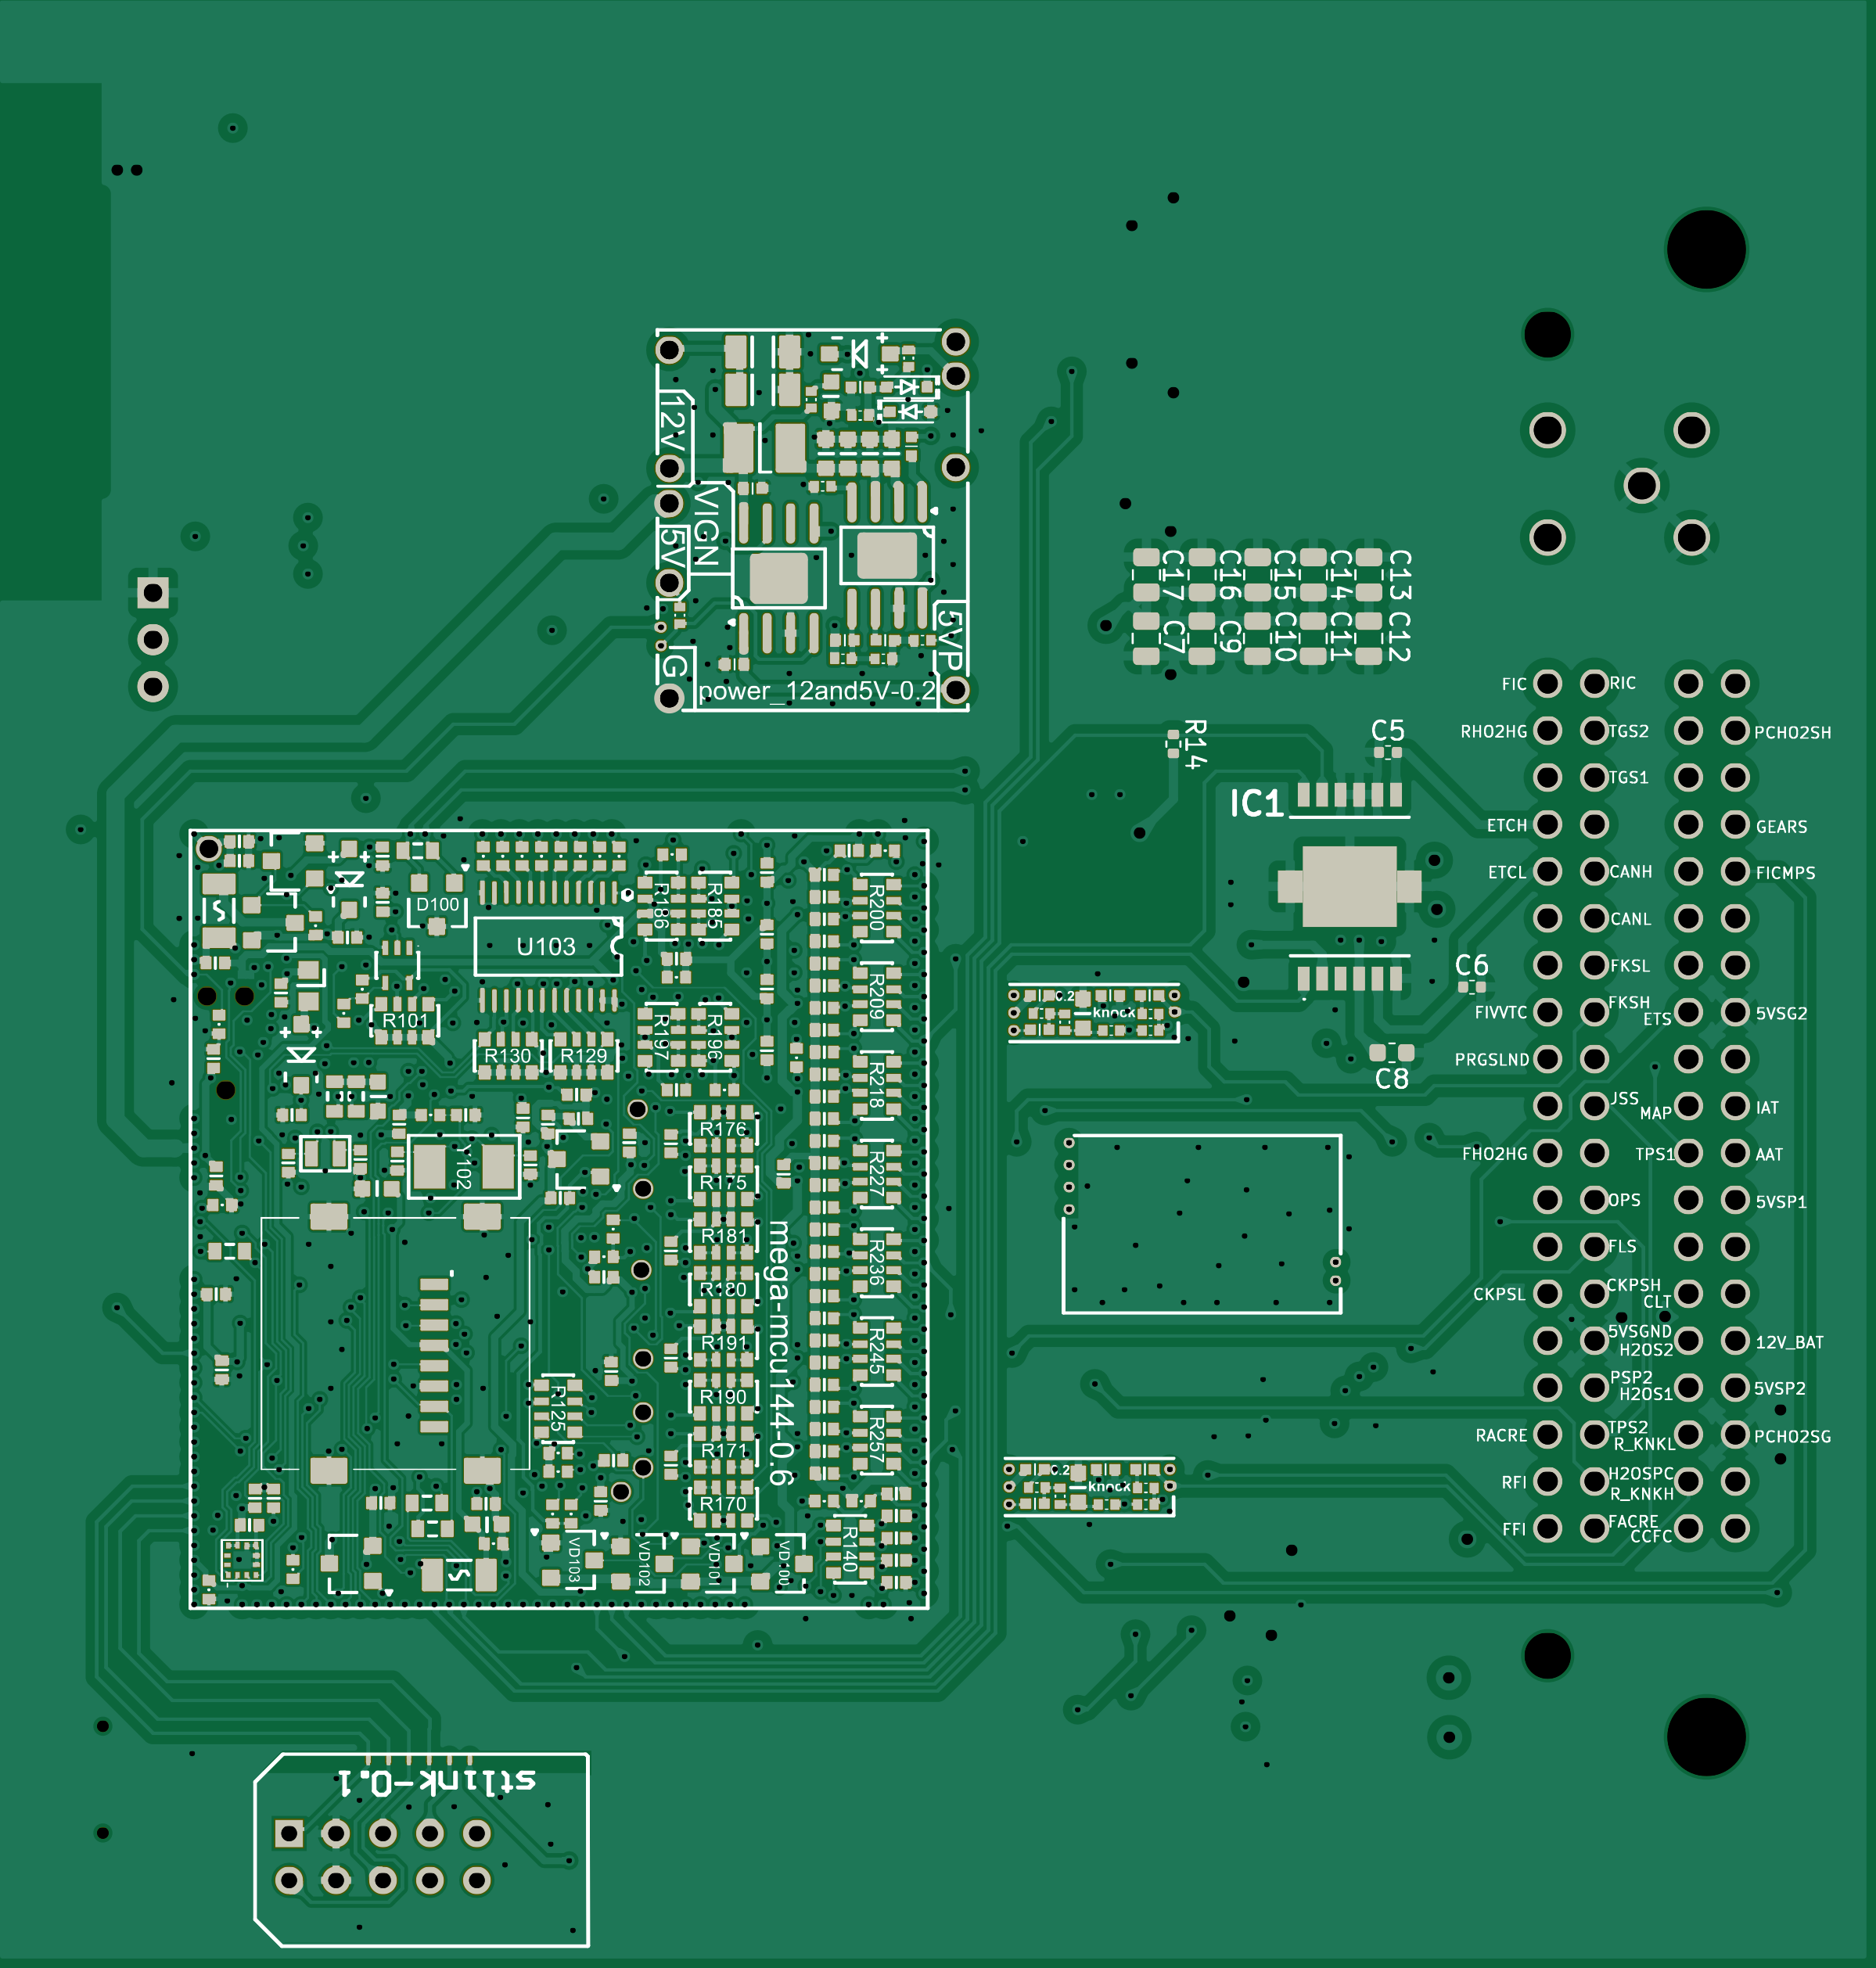 12V
VIGN
5V
5VP
G
power_12and5V-0.2
C17
C16
C15
C14
C13
C7
C9
C10
C11
C12
R14
C5
IC1
C6
C8
FIC
RIC
RHO2HG
TGS2
PCHO2SH
TGS1
ETCH
GEARS
ETCL
CANH
FICMPS
CANL
FKSL
FIVVTC
FKSH
ETS
5VSG2
PRGSLND
JSS
MAP
IAT
FHO2HG
TPS1
AAT
OPS
5VSP1
FLS
CKPSL
CKPSH
CLT
5VSGND
H2OS2
12V_BAT
PSP2
H2OS1
5VSP2
RACRE
TPS2
R_KNKL
PCHO2SG
RFI
H2OSPC
R_KNKH
FFI
FACRE
CCFC
D100
U103
R186
R185
R200
R101
R130
R129
R197
R196
R209
R218
R176
Y102
R175
R227
R181
R236
R180
R191
R245
R190
R125
R171
R257
R170
mega-mcu144-0.6
VD103
VD102
VD101
VD100
R140
knock
knock
stlink-0.1